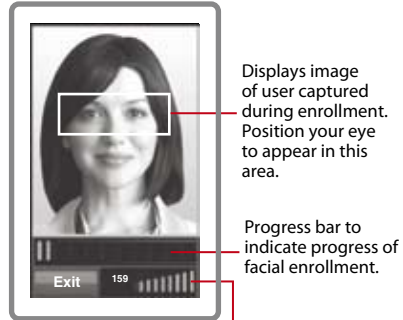 Displays image
of user captured
during enrollment.
Position your eye
to appear in this
area.
Progress bar to
indicate progress of
facial enrollment.
Exit
159